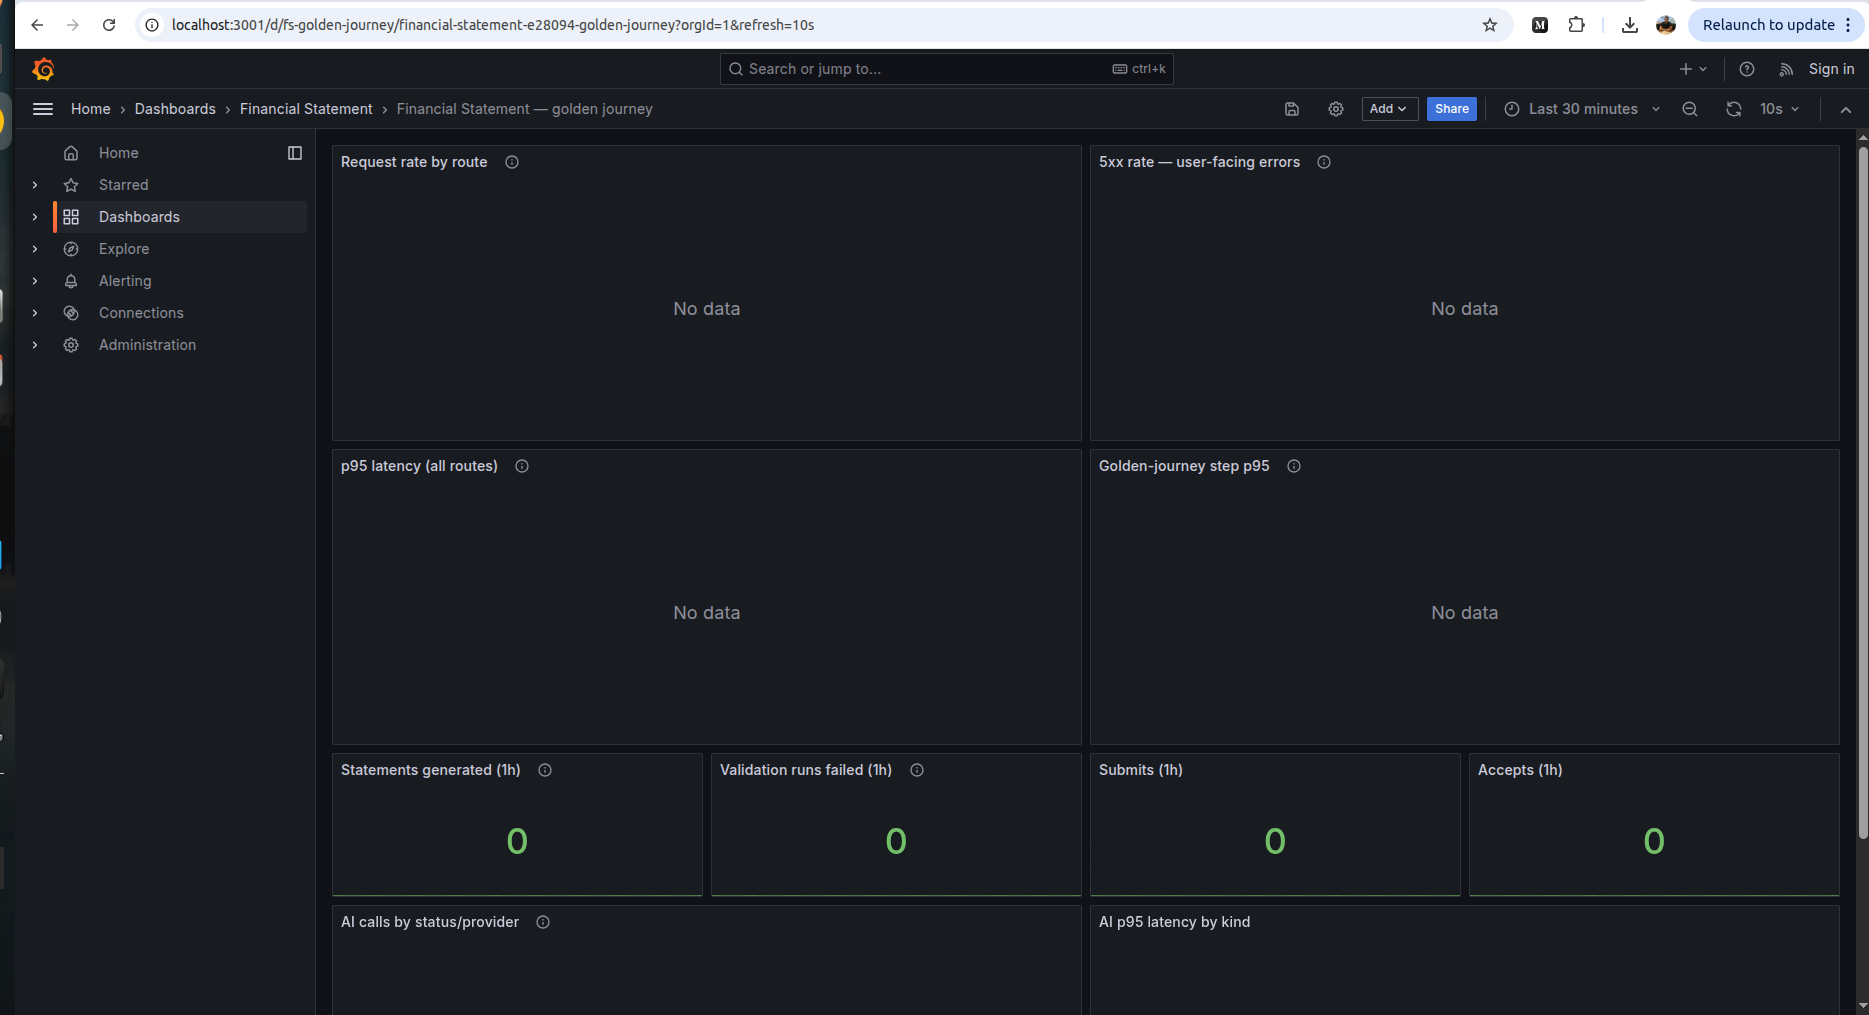 localhost:3001/d/fs-golden-journey/financial-statement-e28094-golden-journey?orgId=1&refresh=10s
M
Relaunch to update
Search or jump to...
ctrl+k
Sign in
Home › Dashboards › Financial Statement › Financial Statement — golden journey
Add
Share
Last 30 minutes
10s
Home
Starred
Dashboards
Explore
Alerting
Connections
Administration
Request rate by route
No data
5xx rate — user-facing errors
No data
p95 latency (all routes)
No data
Golden-journey step p95
No data
Statements generated (1h)
0
Validation runs failed (1h)
0
Submits (1h)
0
Accepts (1h)
0
AI calls by status/provider
AI p95 latency by kind